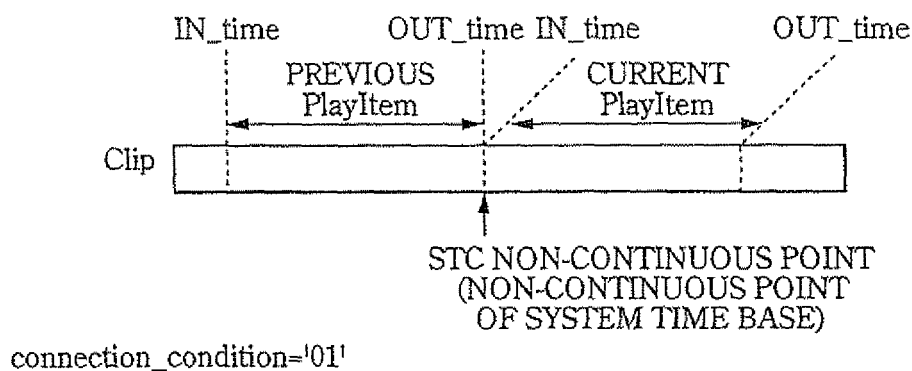 IN_time OUT_time IN_time OUT_time
PREVIOUS PlayItem
CURRENT PlayItem
Clip
STC NON-CONTINUOUS POINT
(NON-CONTINUOUS POINT
OF SYSTEM TIME BASE)
connection_condition='01'